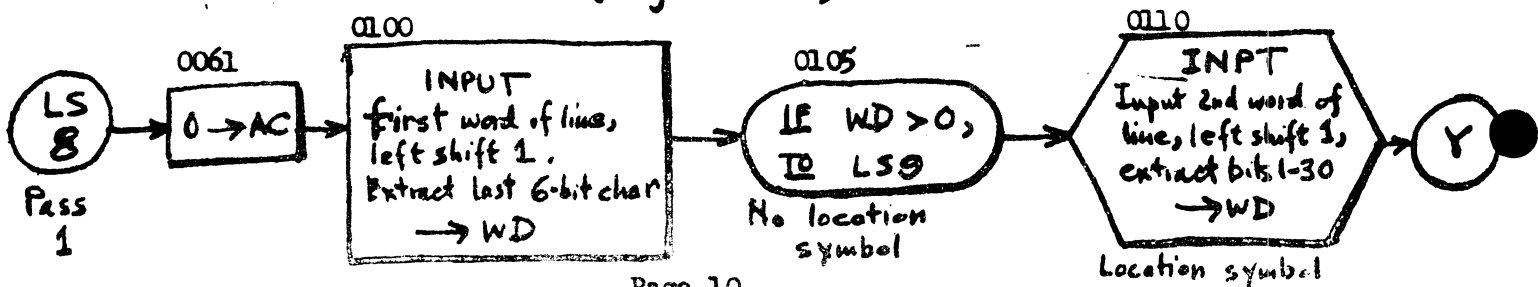 LS
8
Pass
1
0061
0 → AC
0100
INPUT
First word of line,
left shift 1.
Extract last 6-bit char
→ WD
0105
IF WD > 0,
TO LS9
No location
symbol
0110
INPT
Input 2nd word of
line, left shift 1,
extract bits 1-30
→ WD
Location symbol
Y
Page 10